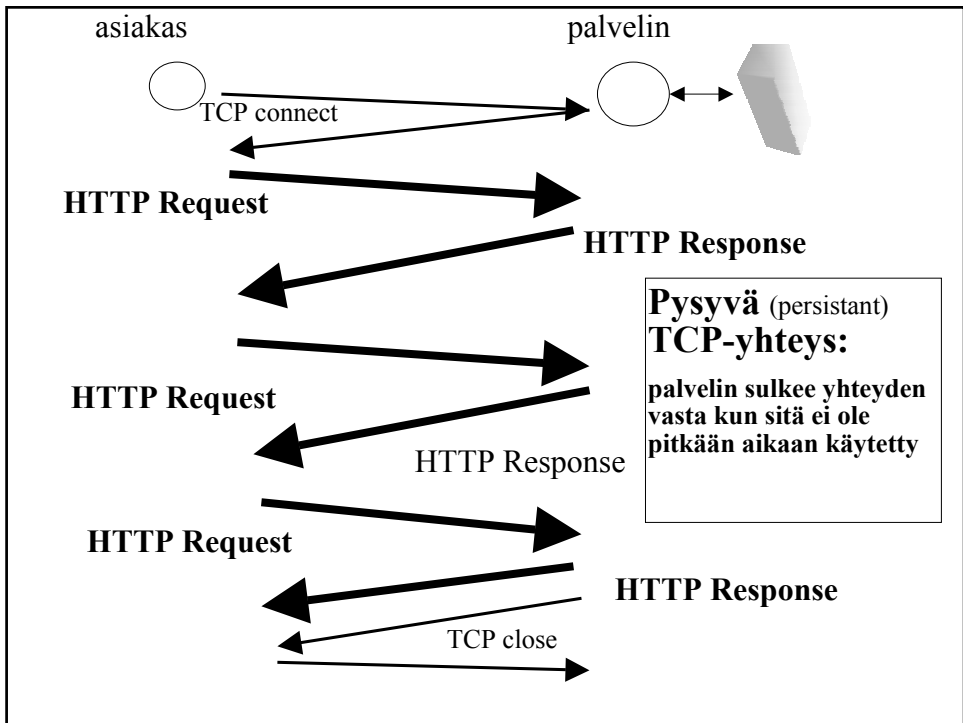 asiakas
palvelin
TCP connect
HTTP Request
HTTP Response
Pysyvä (persistant)
TCP-yhteys:
palvelin sulkee yhteyden
vasta kun sitä ei ole
pitkään aikaan käytetty
HTTP Request
HTTP Response
HTTP Request
HTTP Response
TCP close